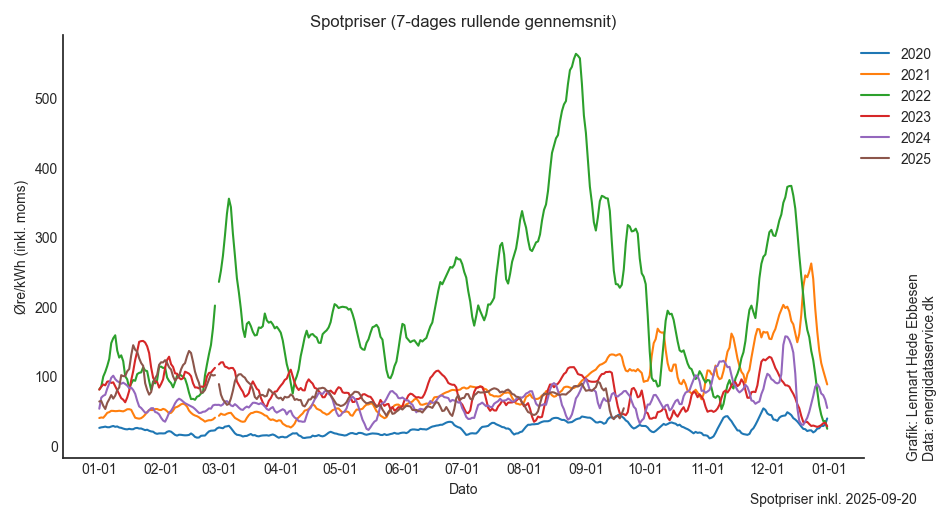 Spotpriser (7-dages rullende gennemsnit)
2020
2021
2022
2023
2024
2025
Øre/kWh (inkl. moms)
500
400
300
200
100
0
01-01 02-01 03-01 04-01 05-01 06-01 07-01 08-01 09-01 10-01 11-01 12-01 01-01
Dato
Grafik: Lennart Hede Ebbesen
Data: energidataservice.dk
Spotpriser inkl. 2025-09-20